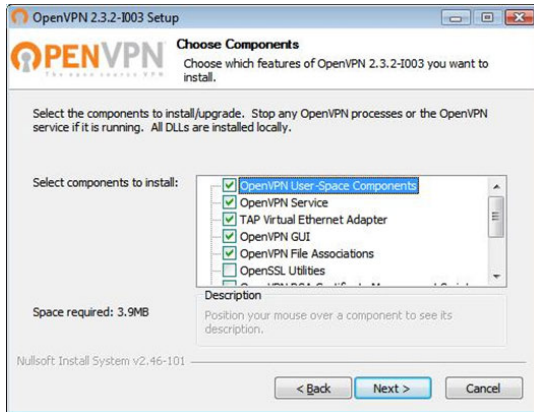 OpenVPN 2.3.2-I003 Setup
OPENVPN
The open source VPN
Choose Components
Choose which features of OpenVPN 2.3.2-I003 you want to
install.
Select the components to install/upgrade. Stop any OpenVPN processes or the OpenVPN
service if it is running. All DLLs are installed locally.
Select components to install:
OpenVPN User-Space Components
OpenVPN Service
TAP Virtual Ethernet Adapter
OpenVPN GUI
OpenVPN File Associations
OpenSSL Utilities
Space required: 3.9MB
Description
Position your mouse over a component to see its
description.
Nullsoft Install System v2.46-101
< Back
Next >
Cancel